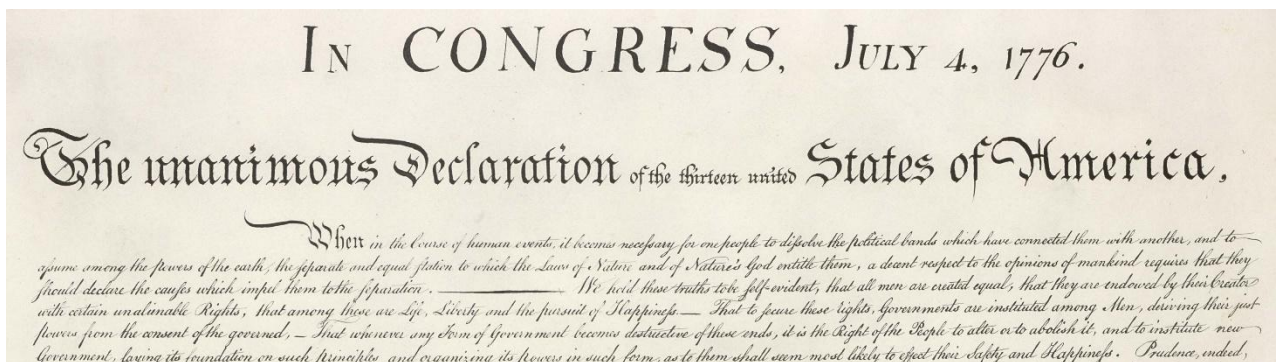 IN CONGRESS, JULY 4, 1776.
The unanimous Declaration of the thirteen united States of America,
When in the Course of human events, it becomes necessary for one people to dissolve the political bands which have connected them with another, and to
assume among the powers of the earth, the separate and equal station to which the Laws of Nature and of Nature's God entitle them, a decent respect to the opinions of mankind requires that they
should declare the causes which impel them to the separation. ——— We hold these truths to be self-evident, that all men are created equal, that they are endowed by their Creator
with certain unalienable Rights, that among these are Life, Liberty and the pursuit of Happiness.— That to secure these rights, Governments are instituted among Men, deriving their just
powers from the consent of the governed, — That whenever any Form of Government becomes destructive of these ends, it is the Right of the People to alter or to abolish it, and to institute new
Government, laying its foundation on such principles and organizing its powers in such form, as to them shall seem most likely to effect their Safety and Happiness. Prudence, indeed,